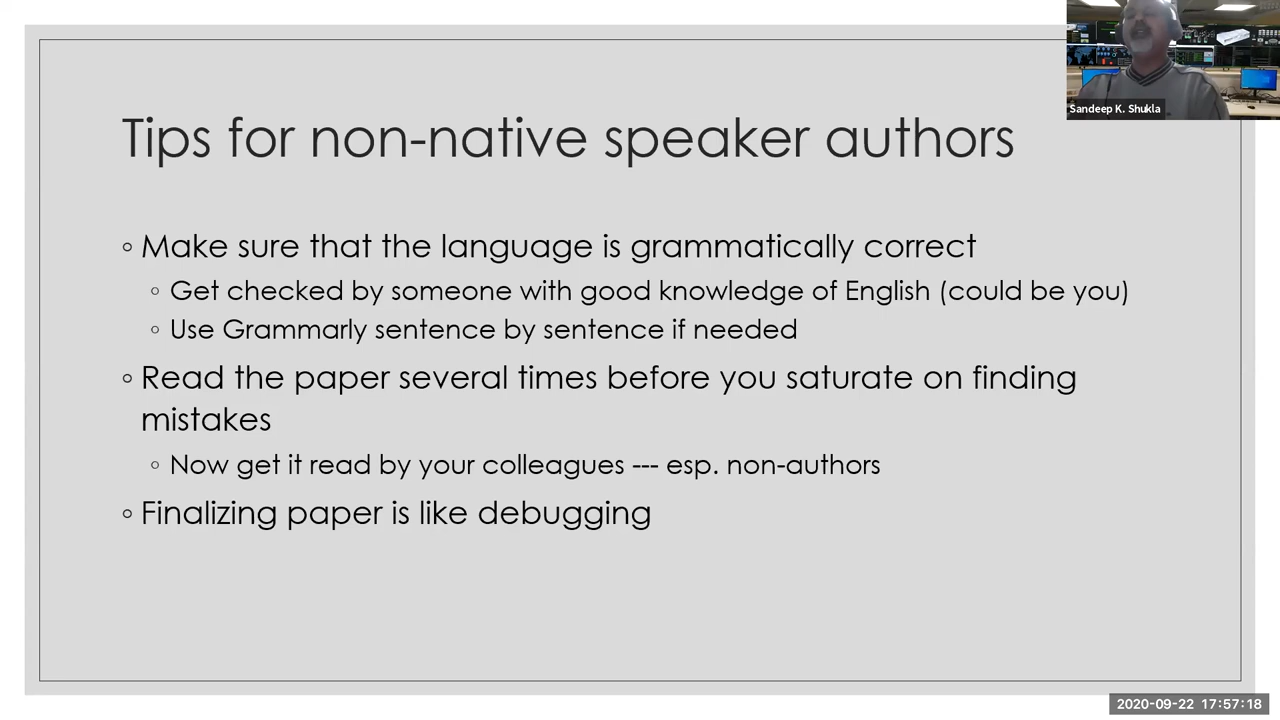 Sandeep K. Shukla
Tips for non-native speaker authors
◦ Make sure that the language is grammatically correct
◦ Get checked by someone with good knowledge of English (could be you)
◦ Use Grammarly sentence by sentence if needed
◦ Read the paper several times before you saturate on finding
mistakes
◦ Now get it read by your colleagues --- esp. non-authors
◦ Finalizing paper is like debugging
2020-09-22 17:57:18